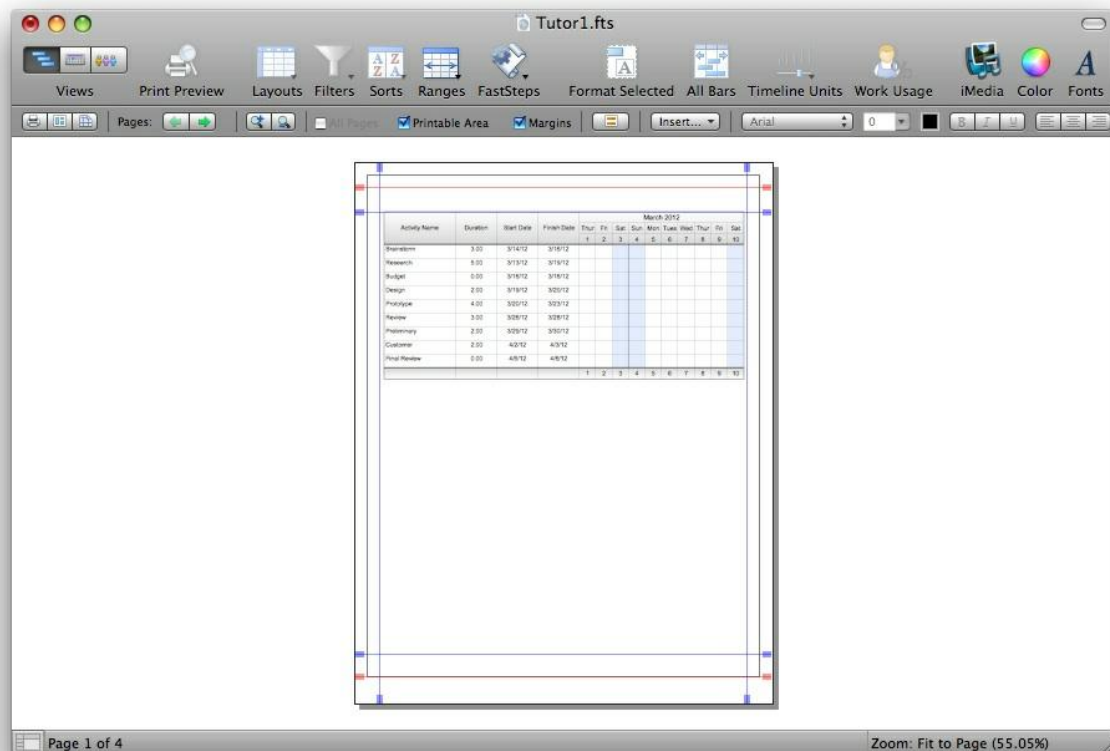 Tutor1.fts
Views Print Preview Layouts Filters Sorts Ranges FastSteps Format Selected All Bars Timeline Units Work Usage iMedia Color Fonts
Pages: All Pages Printable Area Margins Insert... Arial 0 B I U
March 2012
Activity Name Duration Start Date Finish Date Thur Fri Sat Sun Mon Tues Wed Thur Fri Sat
1 2 3 4 5 6 7 8 9 10
Brainstorm 3.00 3/14/12 3/16/12
Research 5.00 3/13/12 3/19/12
Budget 0.00 3/16/12 3/16/12
Design 2.00 3/19/12 3/20/12
Prototype 4.00 3/20/12 3/23/12
Review 3.00 3/26/12 3/28/12
Preliminary 2.00 3/29/12 3/30/12
Customer 2.00 4/2/12 4/3/12
Final Review 0.00
1 2 3 4 5 6 7 8 9 10
Page 1 of 4 Zoom: Fit to Page (55.05%)